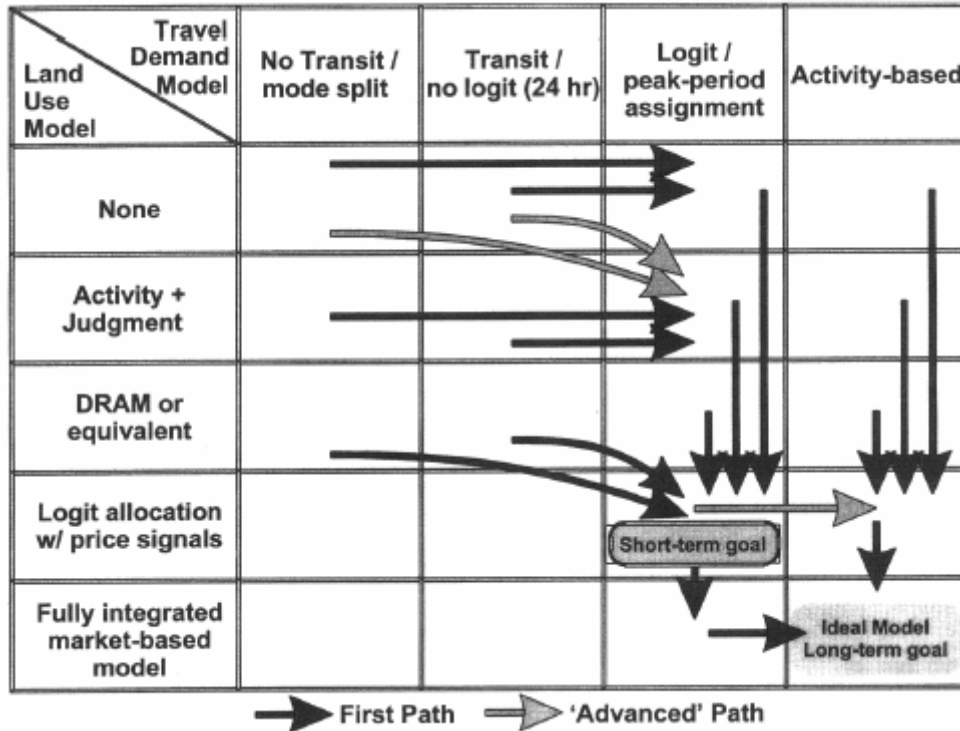 Travel
Demand
Model
Land
Use
Model
No Transit /
mode split
Transit /
no logit (24 hr)
Logit /
peak-period
assignment
Activity-based
None
Activity +
Judgment
DRAM or
equivalent
Logit allocation
w/ price signals
Short-term goal
Fully integrated
market-based
model
Ideal Model
Long-term goal
First Path
'Advanced' Path